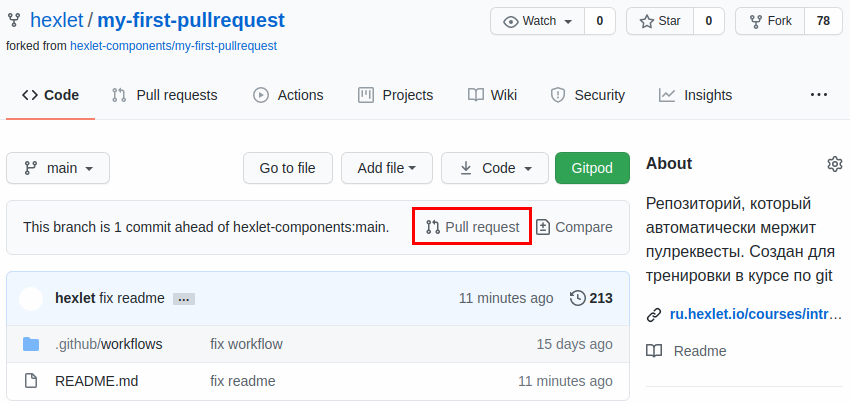 hexlet / my-first-pullrequest
Watch 0
Star 0
Fork 78
forked from hexlet-components/my-first-pullrequest
Code Pull requests Actions Projects Wiki Security Insights ...
main Go to file Add file Code Gitpod
This branch is 1 commit ahead of hexlet-components:main. Pull request Compare
hexlet fix readme ... 11 minutes ago 213
.github/workflows fix workflow 15 days ago
README.md fix readme 11 minutes ago
About
Репозиторий, который
автоматически мержит
пулреквесты. Создан для
тренировки в курсе по git
ru.hexlet.io/courses/intr...
Readme